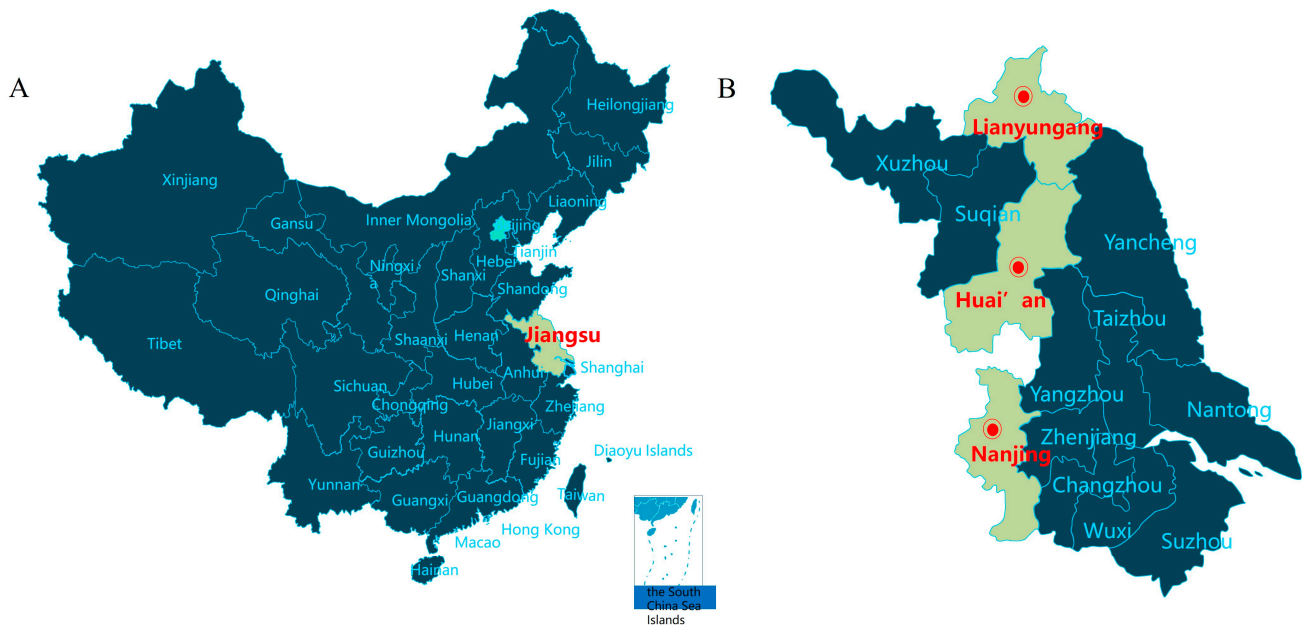 A
Heilongjiang
Jilin
Xinjiang
Liaoning
Inner Mongolia
Gansu
ijing
Tianjin
Hebei
Ningxi
a
Shanxi
Shandong
Qinghai
Jiangsu
Henan
Shaanxi
Tibet
Shanghai
Anhui
Sichuan
Hubei
Chongqing
Zhejiang
Jiangxi
Hunan
Guizhou
Diaoyu Islands
Fujian
Yunnan
Guangxi
Guangdong
Taiwan
Hong Kong
Macao
Hainan
the South
China Sea
Islands
B
Lianyungang
Xuzhou
Suqian
Yancheng
Huai’an
Taizhou
Yangzhou
Nantong
Zhenjiang
Nanjing
Changzhou
Wuxi
Suzhou